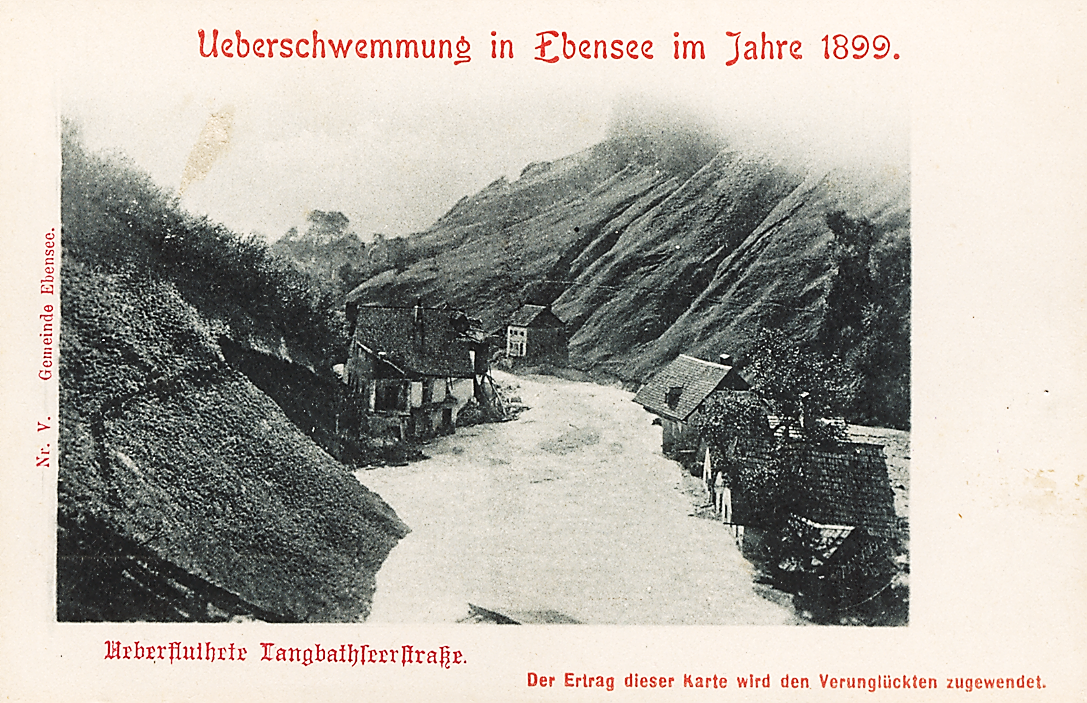 Ueberschwemmung in Ebensee im Jahre 1899.
Nr. V. Gemeinde Ebensee.
Ueberfluthete Langbathseerstraße.
Der Ertrag dieser Karte wird den Verunglückten zugewendet.